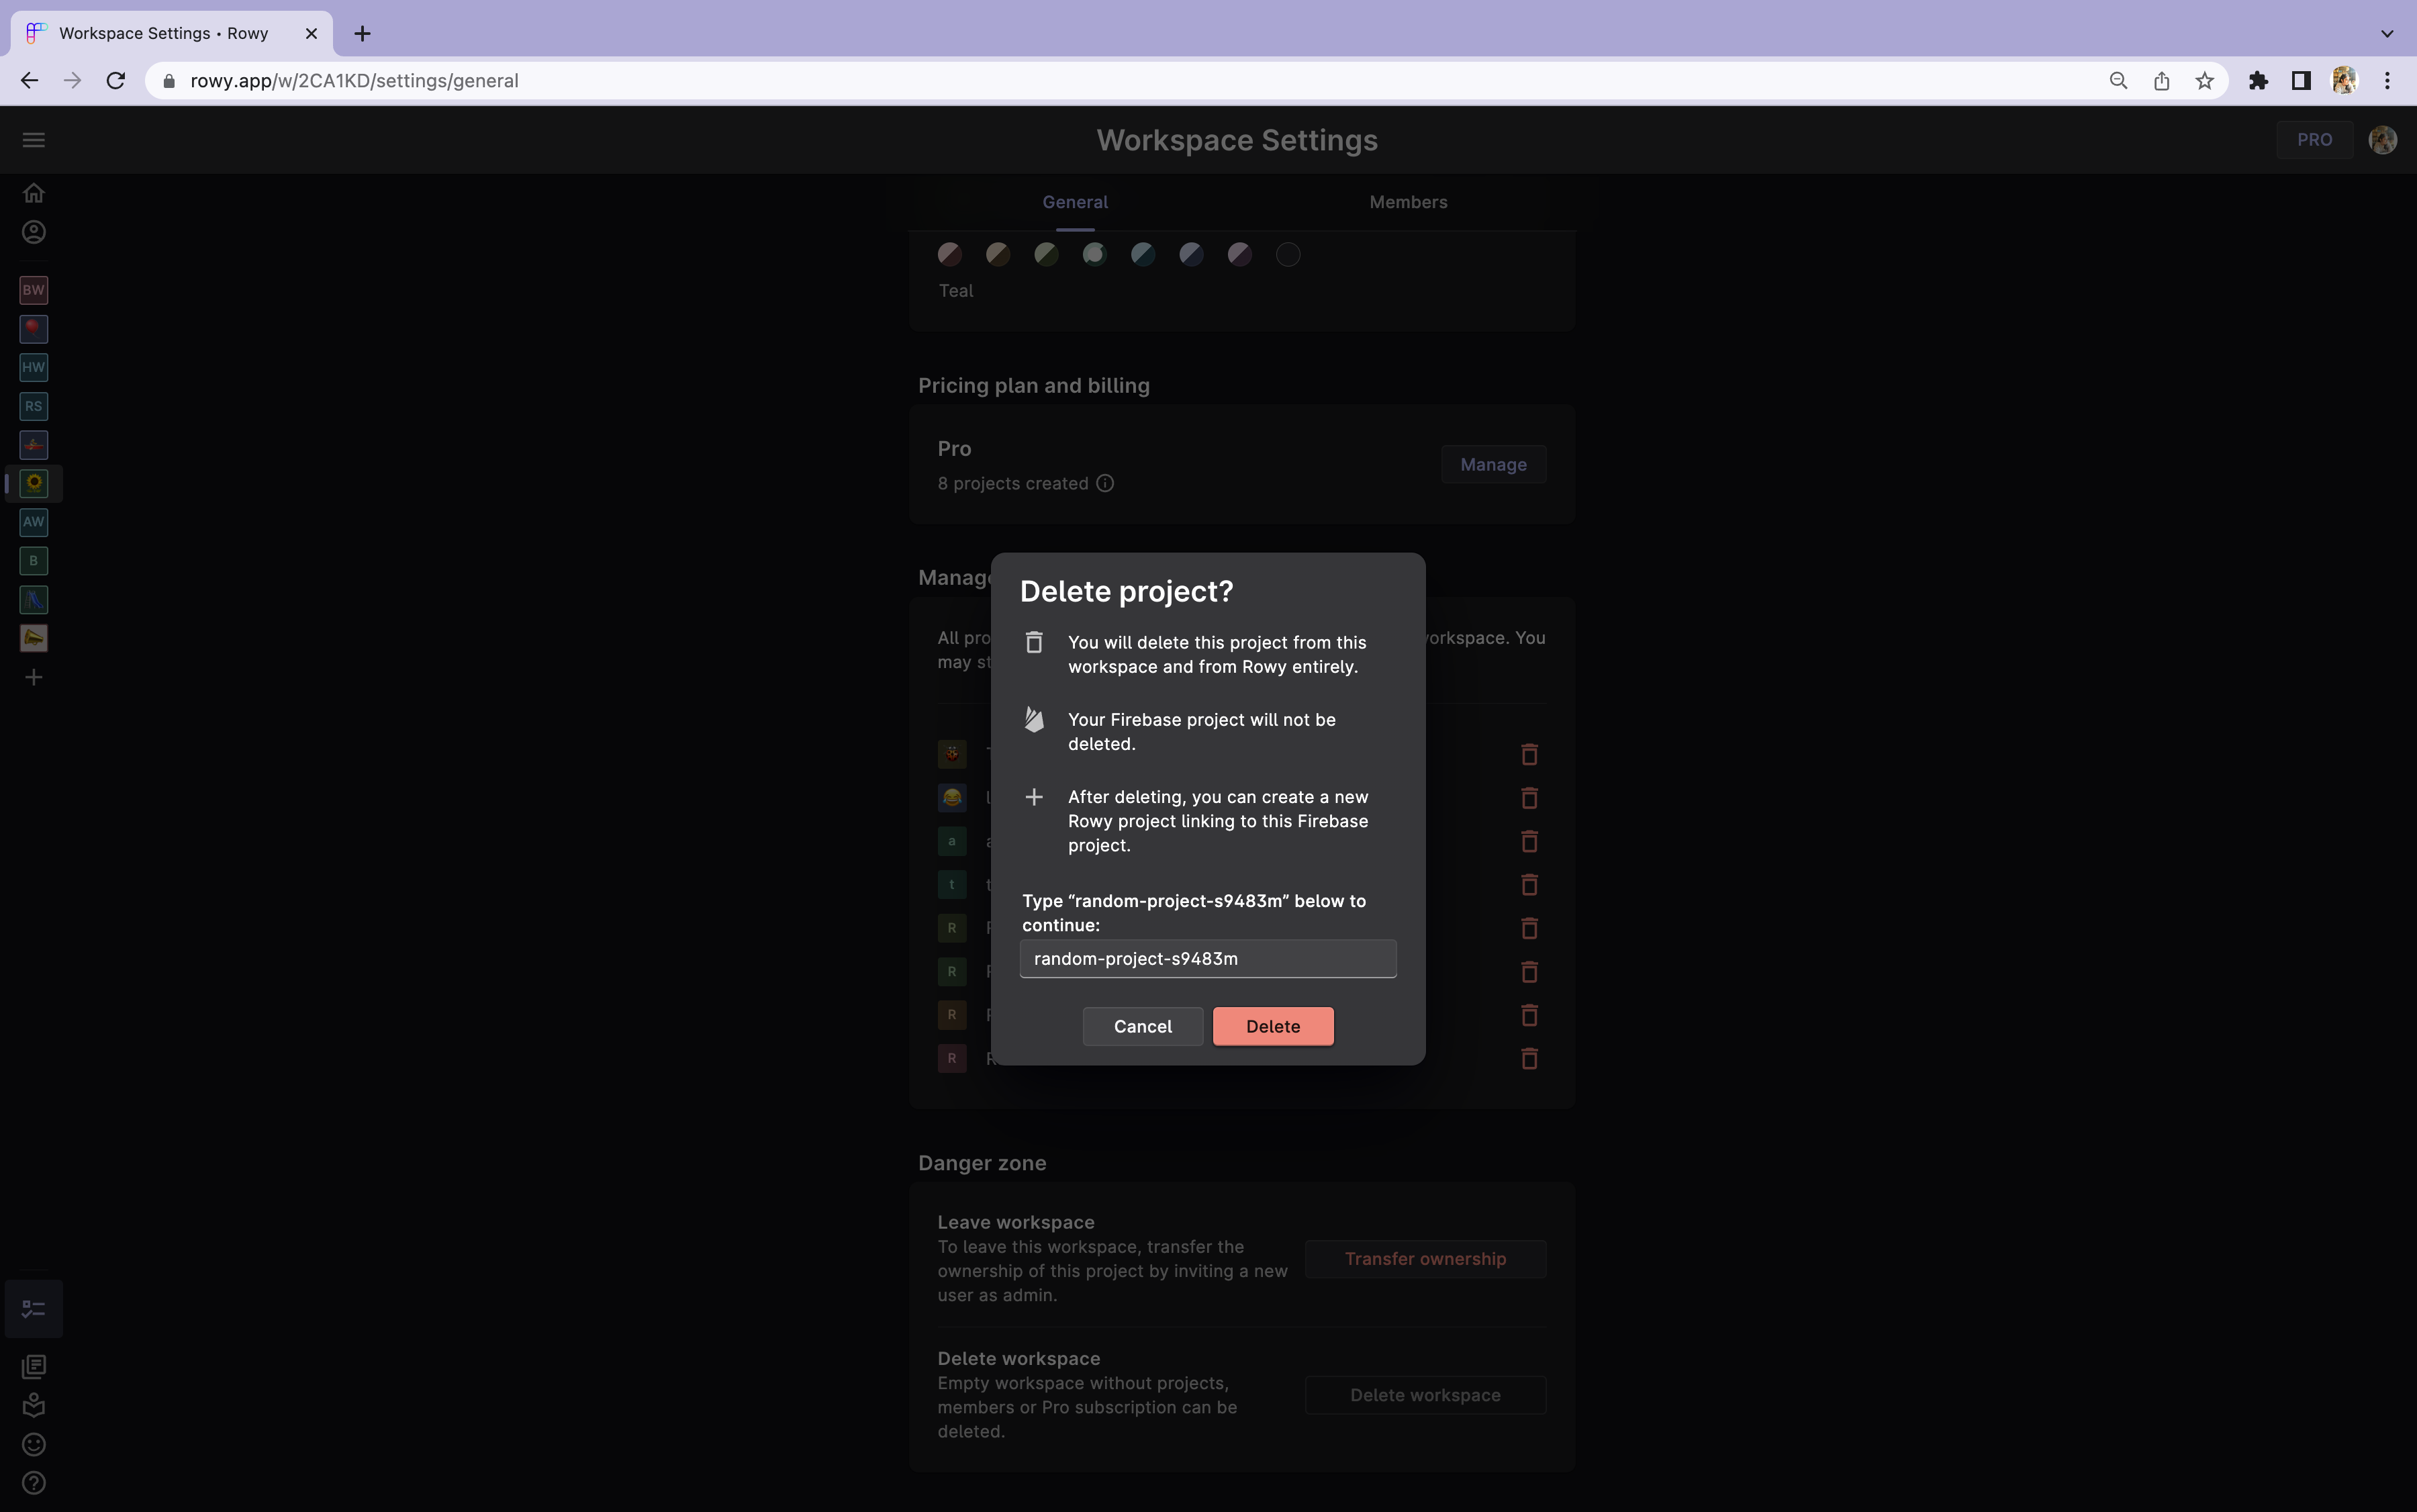 Workspace Settings • Rowy
rowy.app/w/2CA1KD/settings/general
Workspace Settings
PRO
General
Members
BW
HW
RS
AW
B
Teal
Pricing plan and billing
Pro
8 projects created
Manage
All pro
may st
orkspace. You
a
t
R
R
R
R
Delete project?
You will delete this project from this
workspace and from Rowy entirely.
Your Firebase project will not be
deleted.
After deleting, you can create a new
Rowy project linking to this Firebase
project.
Type “random-project-s9483m” below to
continue:
random-project-s9483m
Cancel
Delete
Danger zone
Leave workspace
To leave this workspace, transfer the
ownership of this project by inviting a new
user as admin.
Transfer ownership
Delete workspace
Empty workspace without projects,
members or Pro subscription can be
deleted.
Delete workspace